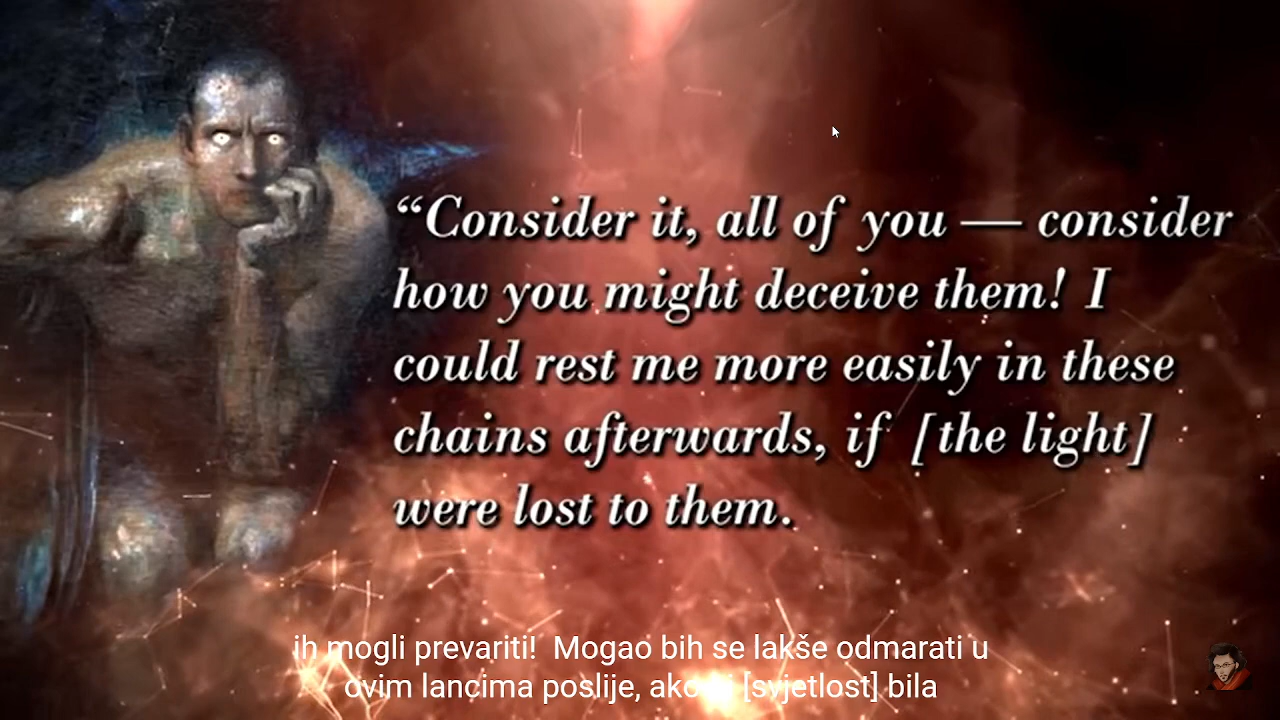 “Consider it, all of you — consider
how you might deceive them! I
could rest me more easily in these
chains afterwards, if [the light]
were lost to them.
ih mogli prevariti! Mogao bih se lakše odmarati u
ovim lancima poslije, ako [svjetlost] bila